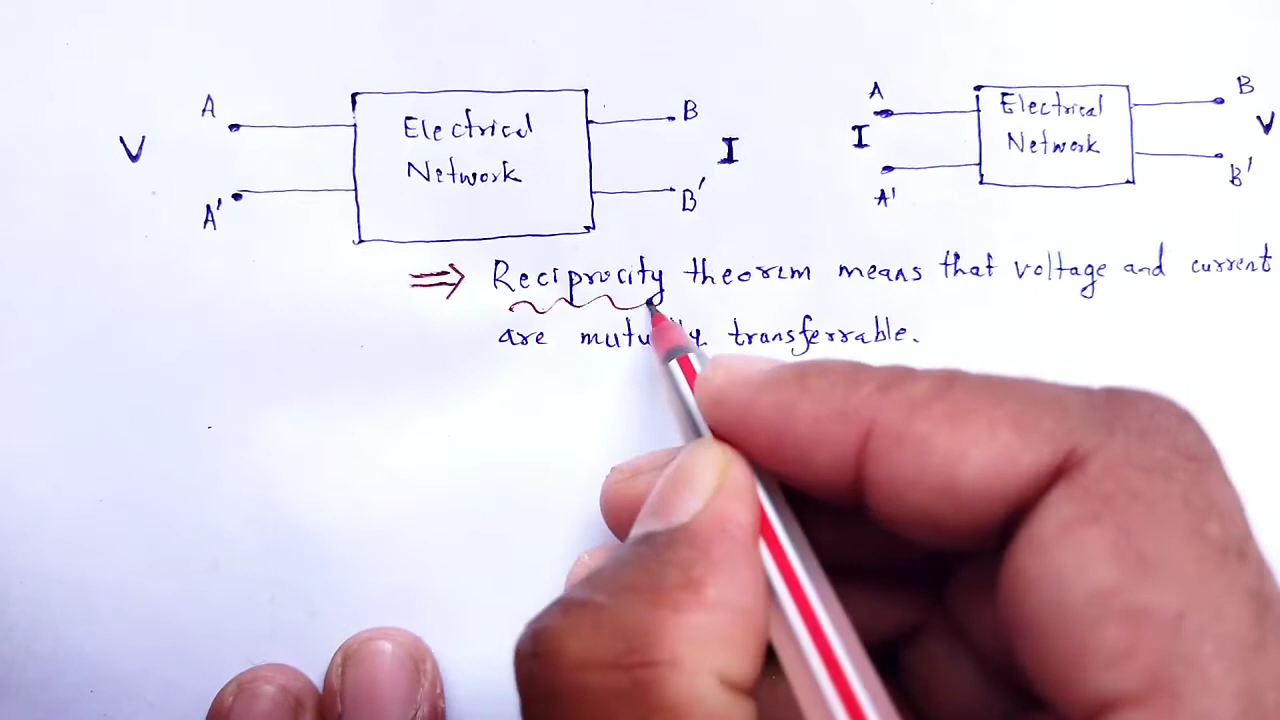 A
V
A'
Electrical
Network
B
I
B'
A
I
A'
Electrical
Network
B
V
B'
⇒ Reciprocity theorem means that voltage and current
are transferrable.